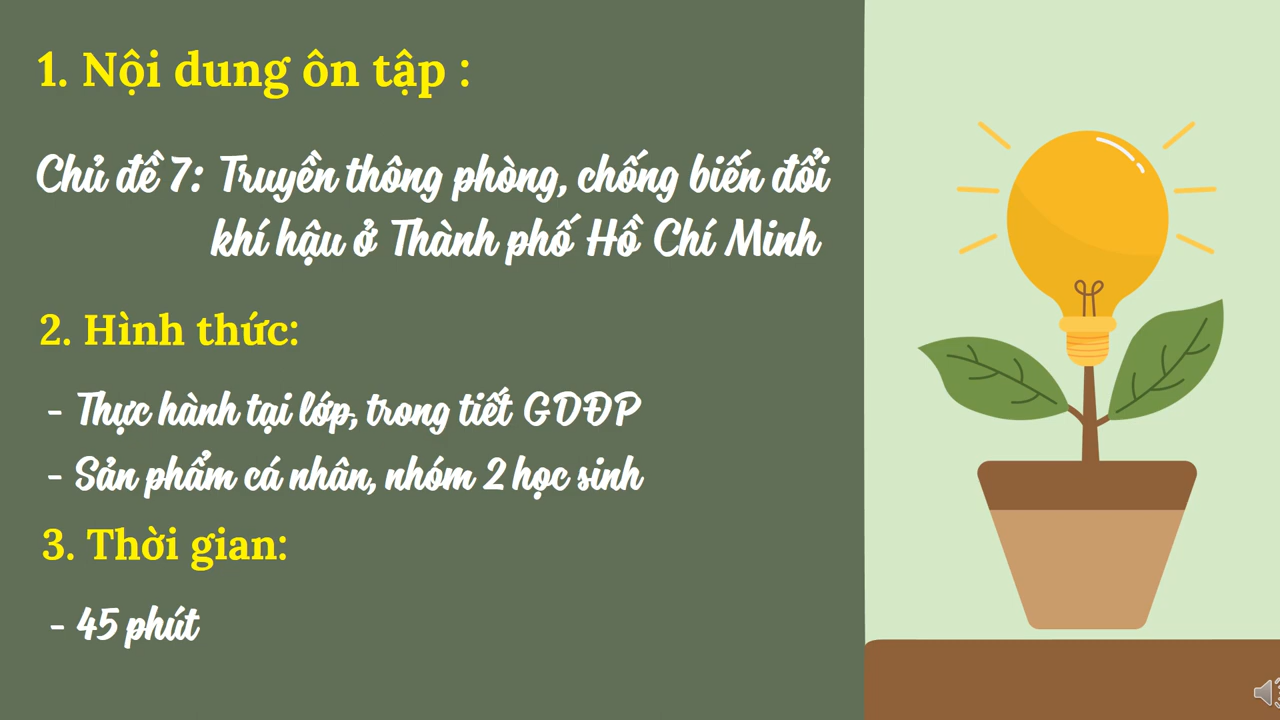 1. Nội dung ôn tập :
Chủ đề 7: Truyền thông phòng, chống biến đổi
khí hậu ở Thành phố Hồ Chí Minh
2. Hình thức:
- Thực hành tại lớp, trong tiết GDĐP
- Sản phẩm cá nhân, nhóm 2 học sinh
3. Thời gian:
- 45 phút